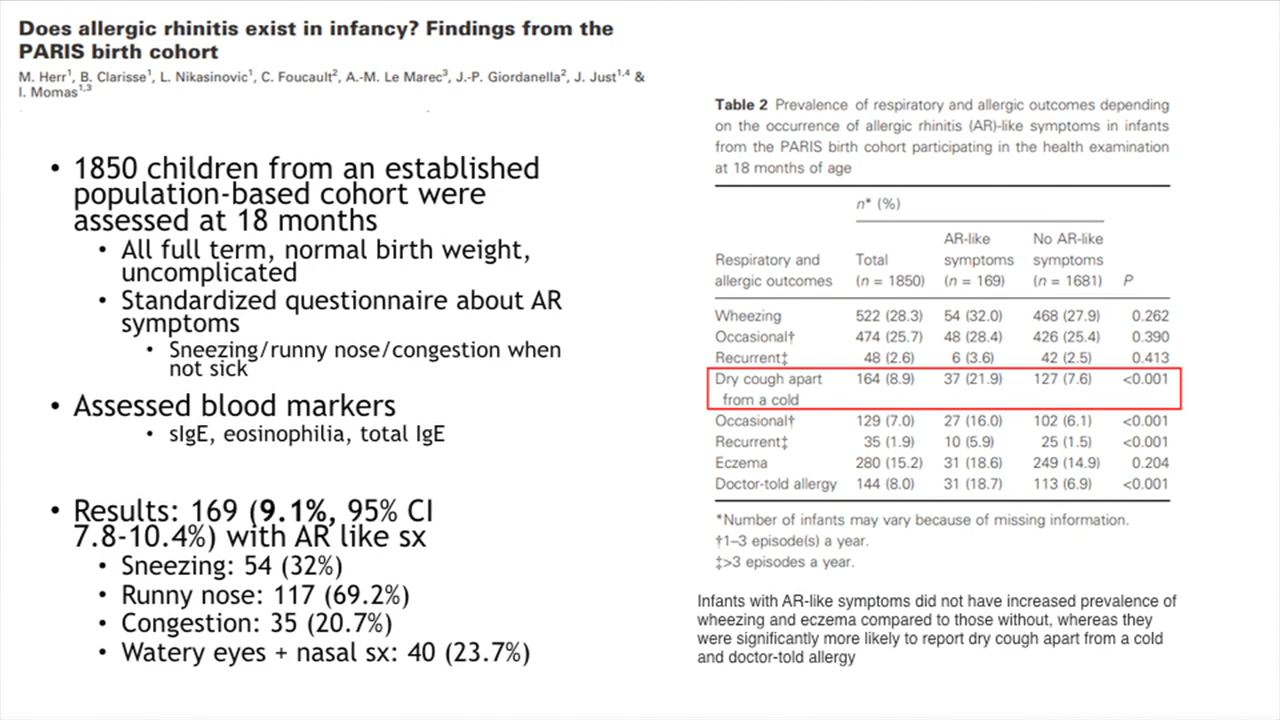 Does allergic rhinitis exist in infancy? Findings from the
PARIS birth cohort
M. Herr¹, B. Clarisse¹, L. Nikasinovic¹, C. Foucault², A.-M. Le Marec³, J.-P. Giordanella², J. Just¹,⁴ &
I. Momas¹,³
• 1850 children from an established
population-based cohort were
assessed at 18 months
• All full term, normal birth weight,
uncomplicated
• Standardized questionnaire about AR
symptoms
• Sneezing/runny nose/congestion when
not sick
• Assessed blood markers
• sIgE, eosinophilia, total IgE
• Results: 169 (9.1%, 95% CI
7.8-10.4%) with AR like sx
• Sneezing: 54 (32%)
• Runny nose: 117 (69.2%)
• Congestion: 35 (20.7%)
• Watery eyes + nasal sx: 40 (23.7%)
Table 2 Prevalence of respiratory and allergic outcomes depending
on the occurrence of allergic rhinitis (AR)-like symptoms in infants
from the PARIS birth cohort participating in the health examination
at 18 months of age
n* (%)
AR-like No AR-like
Respiratory and Total symptoms symptoms
allergic outcomes (n = 1850) (n = 169) (n = 1681) P
Wheezing 522 (28.3) 54 (32.0) 468 (27.9) 0.262
Occasional† 474 (25.7) 48 (28.4) 426 (25.4) 0.390
Recurrent‡ 48 (2.6) 6 (3.6) 42 (2.5) 0.413
Dry cough apart 164 (8.9) 37 (21.9) 127 (7.6) <0.001
from a cold
Occasional† 129 (7.0) 27 (16.0) 102 (6.1) <0.001
Recurrent‡ 35 (1.9) 10 (5.9) 25 (1.5) <0.001
Eczema 280 (15.2) 31 (18.6) 249 (14.9) 0.204
Doctor-told allergy 144 (8.0) 31 (18.7) 113 (6.9) <0.001
*Number of infants may vary because of missing information.
†1–3 episode(s) a year.
‡>3 episodes a year.
Infants with AR-like symptoms did not have increased prevalence of
wheezing and eczema compared to those without, whereas they
were significantly more likely to report dry cough apart from a cold
and doctor-told allergy